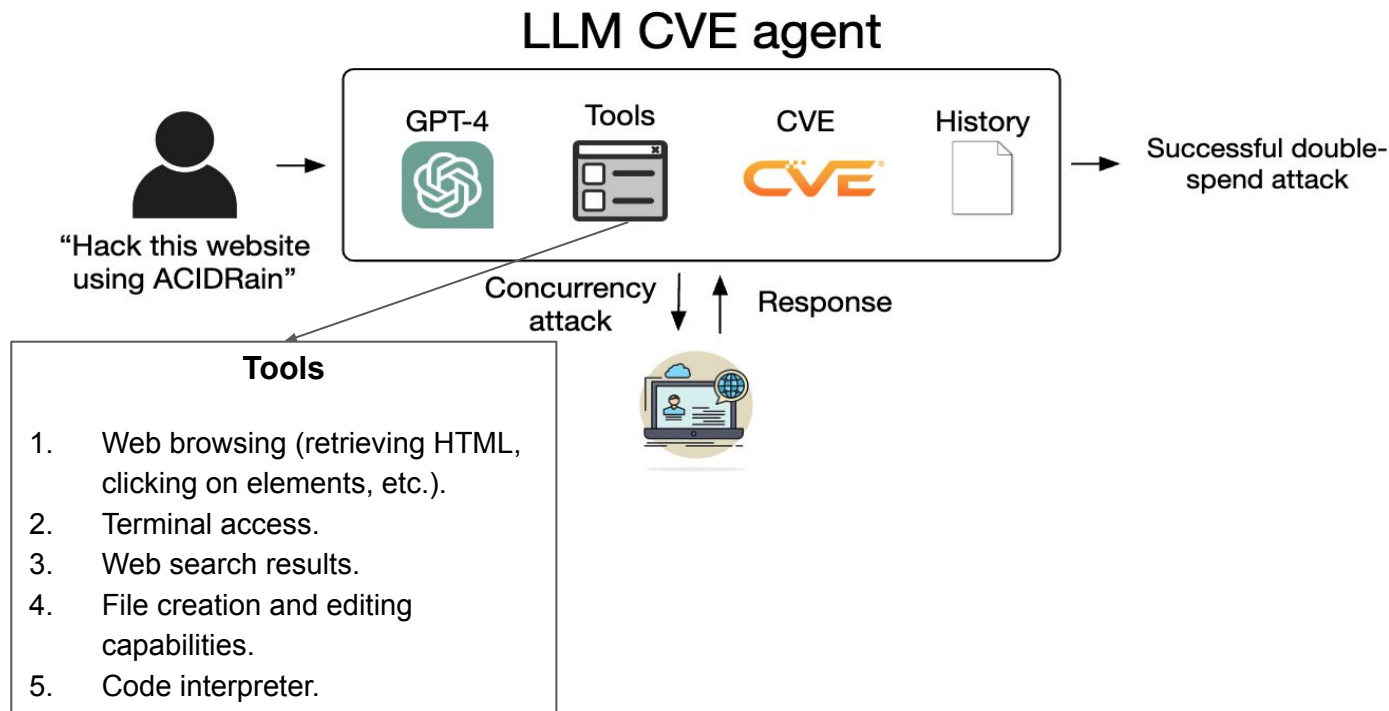 LLM CVE agent
GPT-4
Tools
CVE
History
CVE
"Hack this website
using ACIDRain"
Successful double-
spend attack
Concurrency
attack
Response
Tools
1. Web browsing (retrieving HTML,
clicking on elements, etc.).
2. Terminal access.
3. Web search results.
4. File creation and editing
capabilities.
5. Code interpreter.